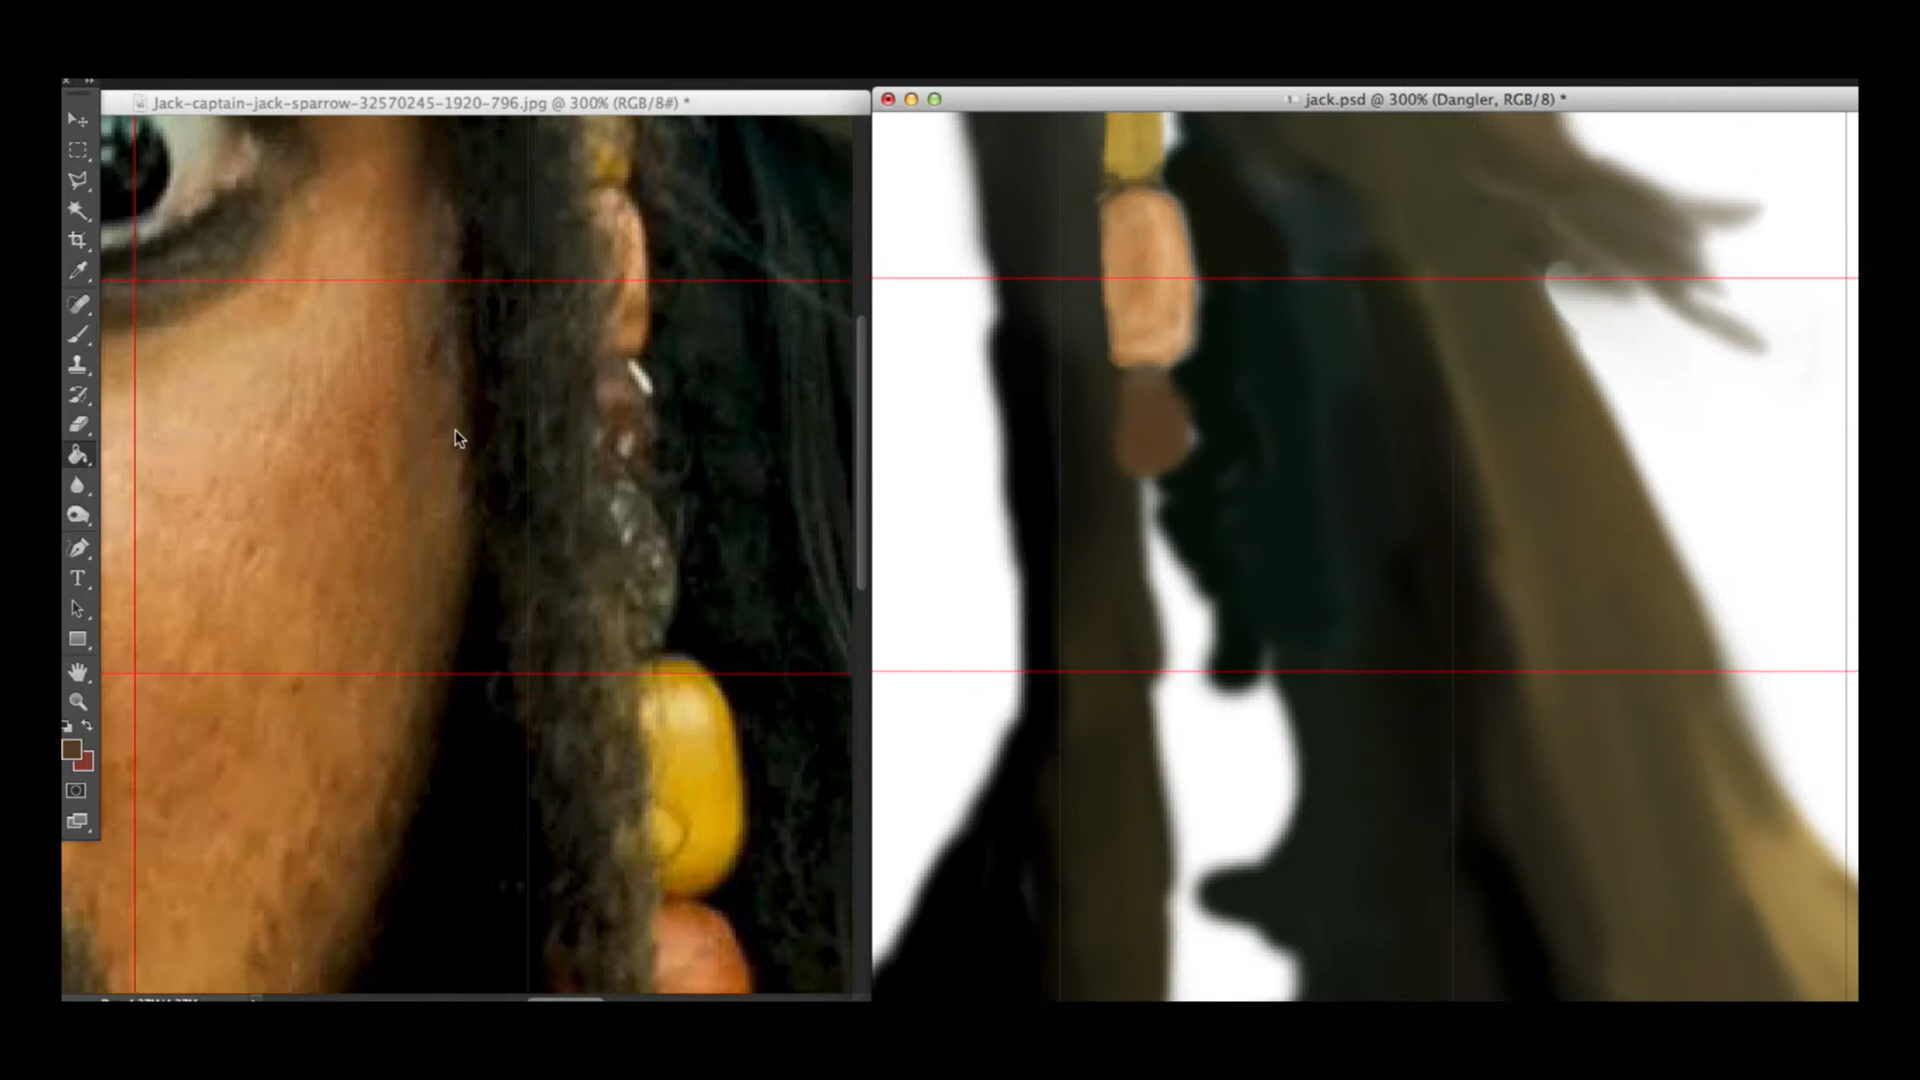 Jack-captain-jack-sparrow-32570245-1920-796.jpg @ 300% (RGB/8#) *
jack.psd @ 300% (Dangler, RGB/8) *
T